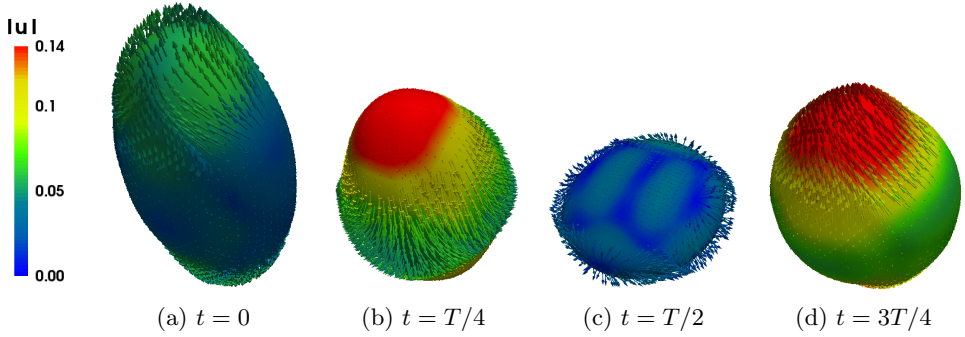 |u|
0.14
0.1
0.05
0.00
(a) t = 0
(b) t = T/4
(c) t = T/2
(d) t = 3T/4